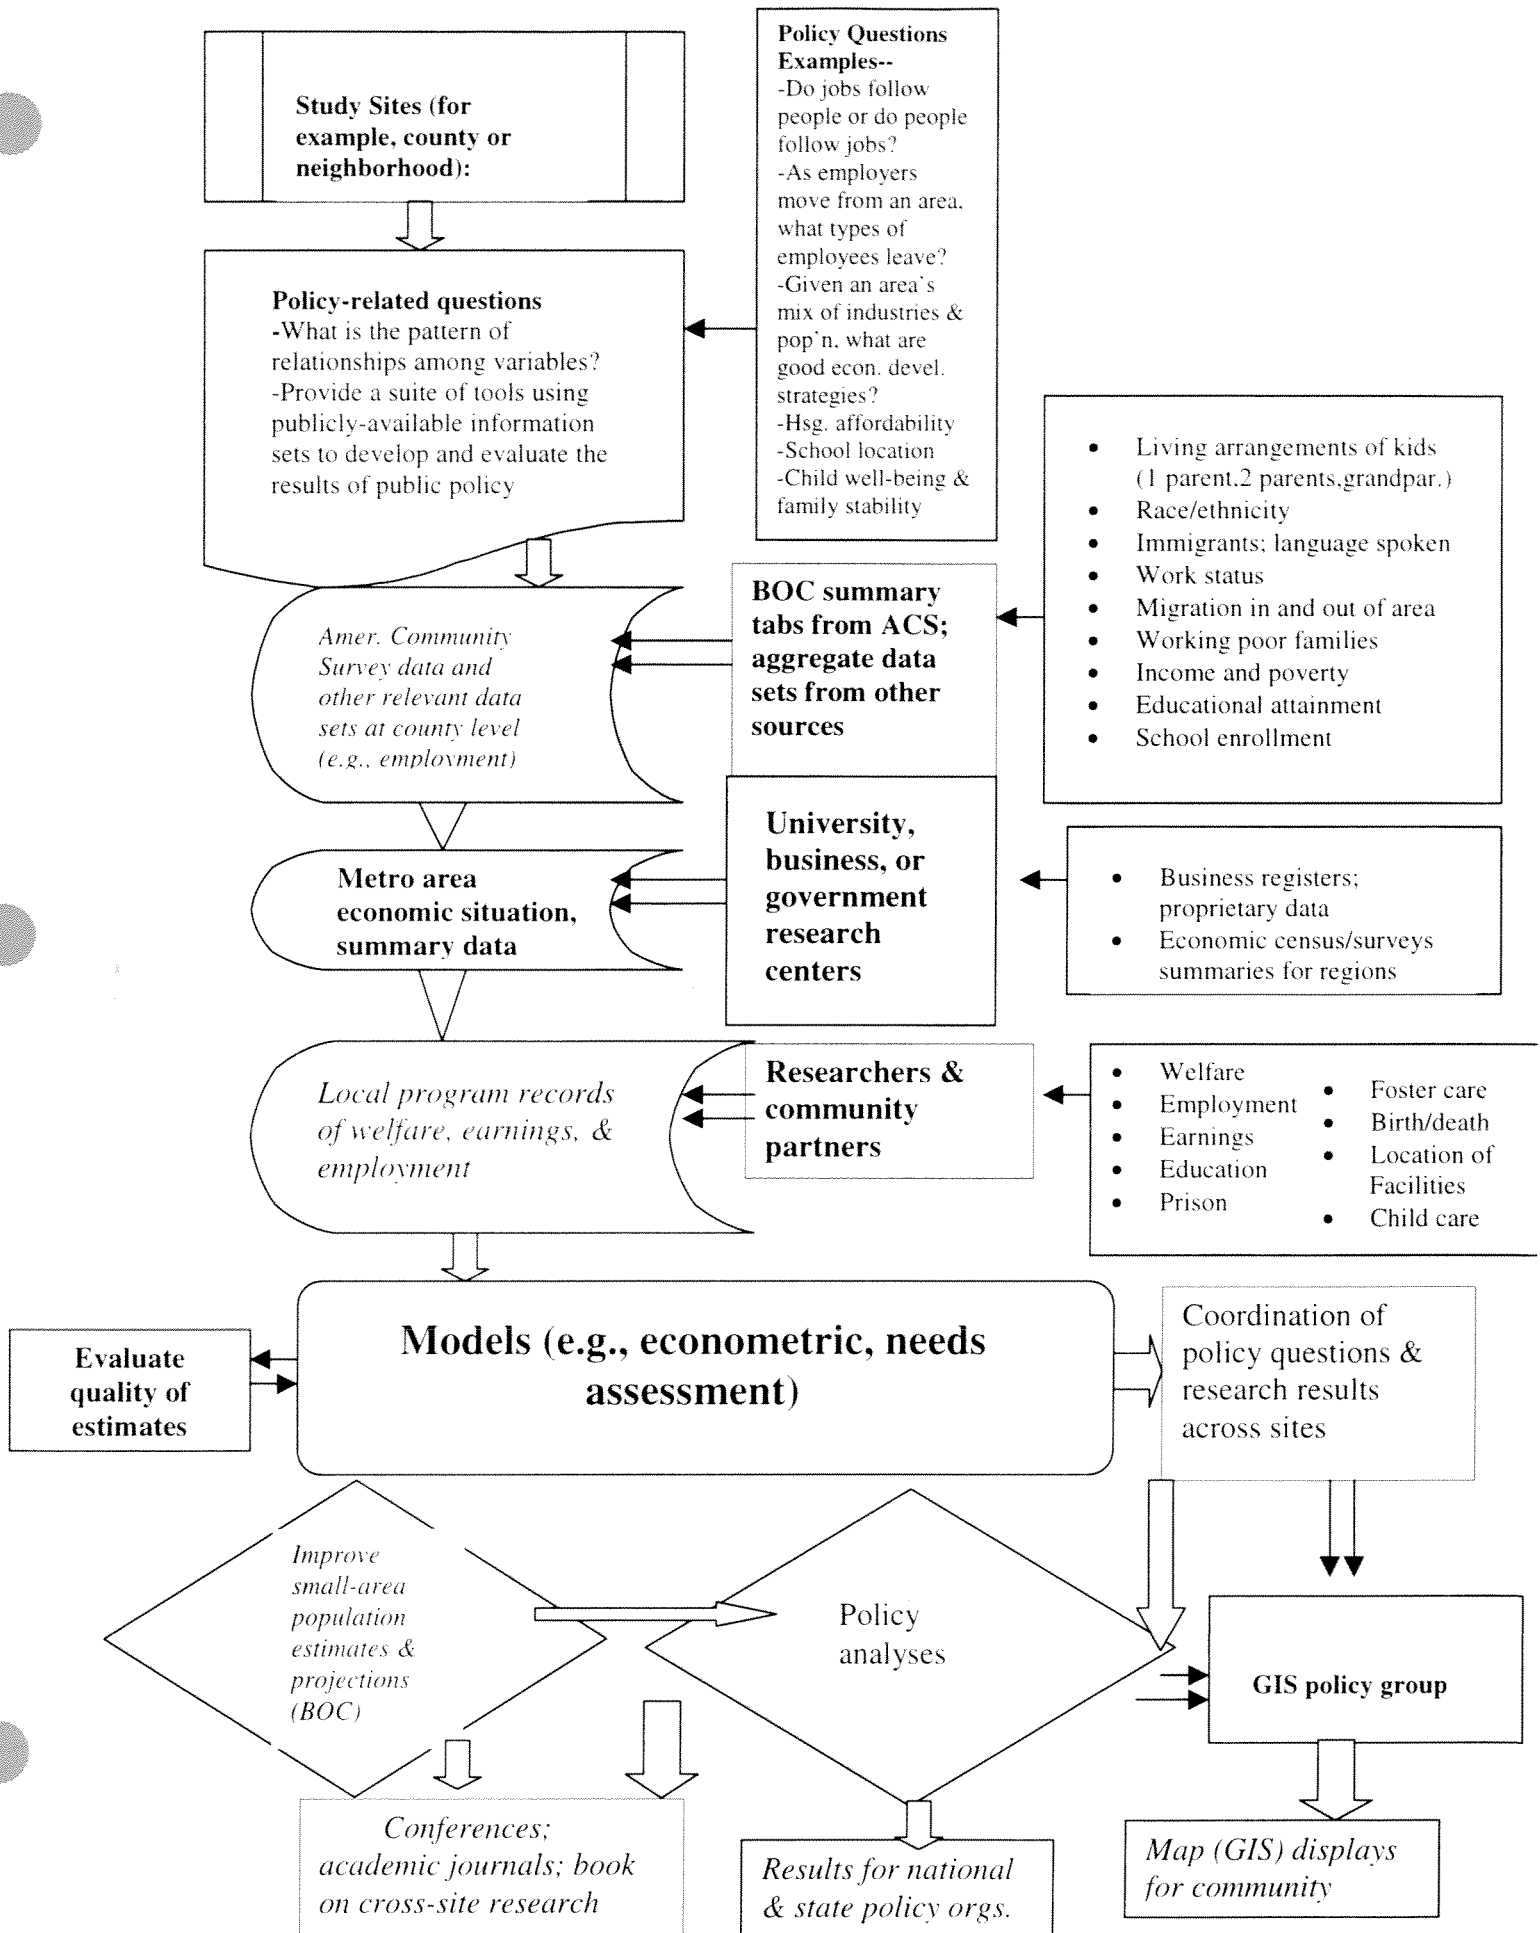 Study Sites (for
example, county or
neighborhood):
Policy Questions
Examples--
-Do jobs follow
people or do people
follow jobs?
-As employers
move from an area,
what types of
employees leave?
-Given an area`s
mix of industries &
pop`n, what are
good econ. devel.
strategies?
-Hsg. affordability
-School location
-Child well-being &
family stability
Policy-related questions
-What is the pattern of
relationships among variables?
-Provide a suite of tools using
publicly-available information
sets to develop and evaluate the
results of public policy
• Living arrangements of kids
(1 parent,2 parents,grandpar.)
• Race/ethnicity
• Immigrants; language spoken
• Work status
• Migration in and out of area
• Working poor families
• Income and poverty
• Educational attainment
• School enrollment
BOC summary
tabs from ACS;
aggregate data
sets from other
sources
Amer. Community
Survey data and
other relevant data
sets at county level
(e.g., employment)
University,
business, or
government
research
centers
Metro area
economic situation,
summary data
• Business registers;
proprietary data
• Economic census/surveys
summaries for regions
Local program records
of welfare, earnings, &
employment
Researchers &
community
partners
• Welfare
• Employment
• Earnings
• Education
• Prison
• Foster care
• Birth/death
• Location of
Facilities
• Child care
Evaluate
quality of
estimates
Models (e.g., econometric, needs
assessment)
Coordination of
policy questions &
research results
across sites
Improve
small-area
population
estimates &
projections
(BOC)
Policy
analyses
GIS policy group
Conferences;
academic journals; book
on cross-site research
Results for national
& state policy orgs.
Map (GIS) displays
for community